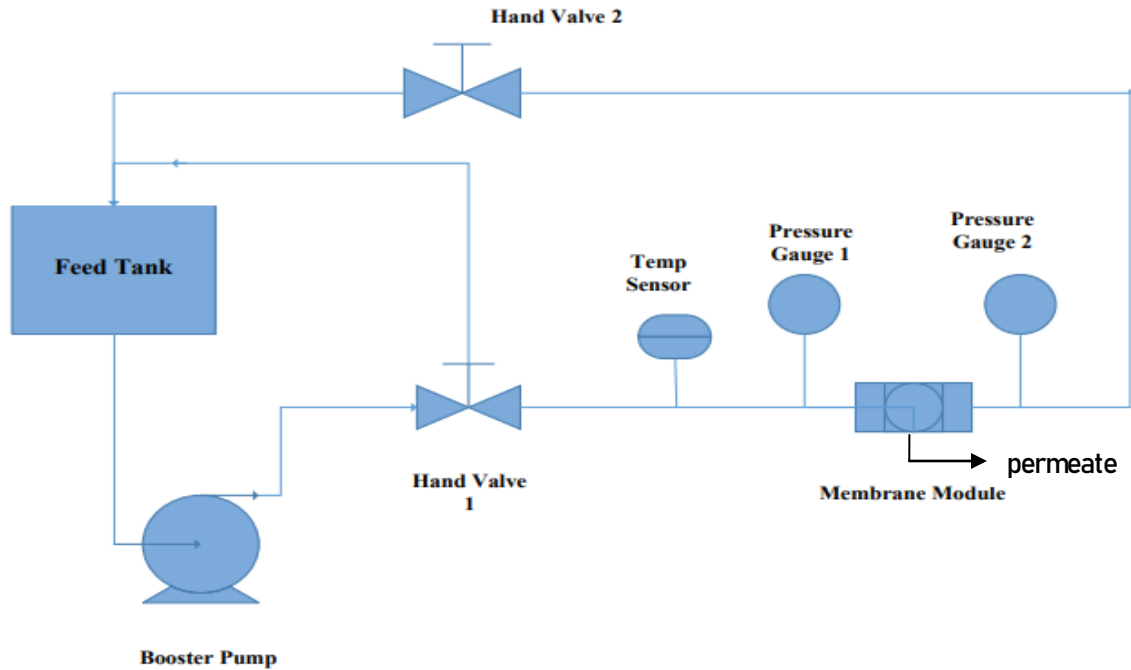 Hand Valve 2
Feed Tank
Temp
Sensor
Pressure
Gauge 1
Pressure
Gauge 2
Hand Valve
1
permeate
Membrane Module
Booster Pump